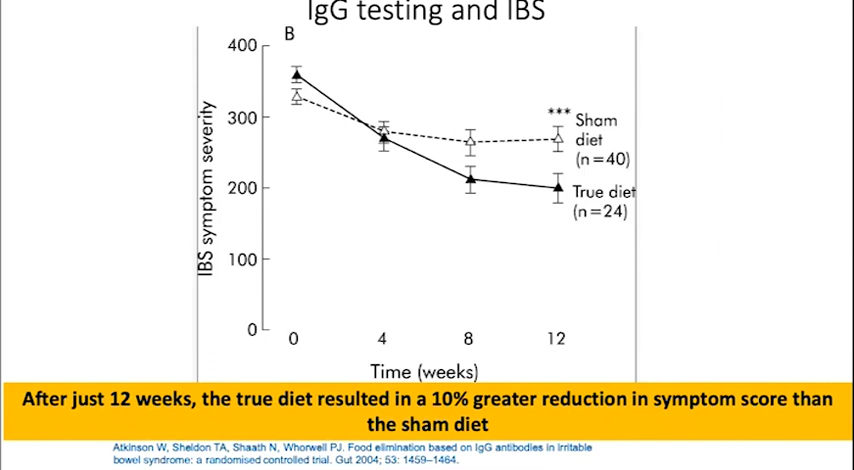 IgG testing and IBS
B
400
300
200
100
0
IBS symptom severity
***
Sham
diet
(n=40)
True diet
(n=24)
0 4 8 12
Time (weeks)
After just 12 weeks, the true diet resulted in a 10% greater reduction in symptom score than
the sham diet
Atkinson W, Sheldon TA, Shaath N, Whorwell PJ. Food elimination based on IgG antibodies in irritable
bowel syndrome: a randomised controlled trial. Gut 2004; 53: 1459–1464.